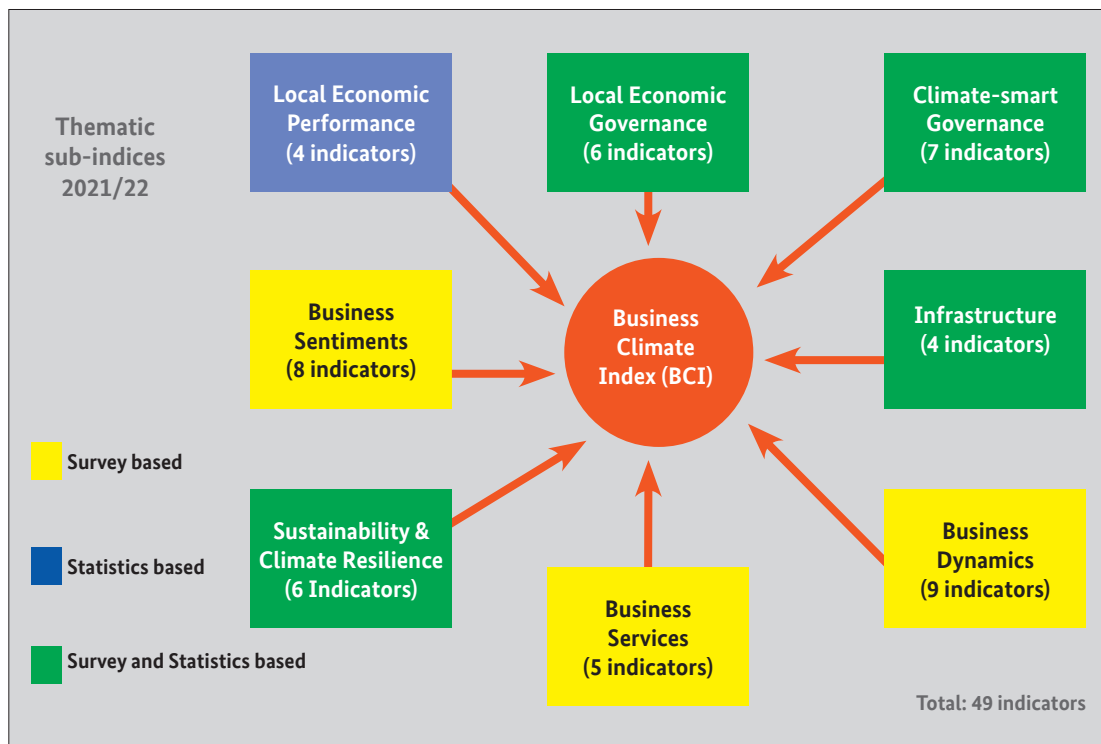 Thematic
sub-indices
2021/22
Local Economic
Performance
(4 indicators)
Local Economic
Governance
(6 indicators)
Climate-smart
Governance
(7 indicators)
Business
Sentiments
(8 indicators)
Business
Climate
Index (BCI)
Infrastructure
(4 indicators)
Survey based
Statistics based
Survey and Statistics based
Sustainability &
Climate Resilience
(6 Indicators)
Business
Services
(5 indicators)
Business
Dynamics
(9 indicators)
Total: 49 indicators